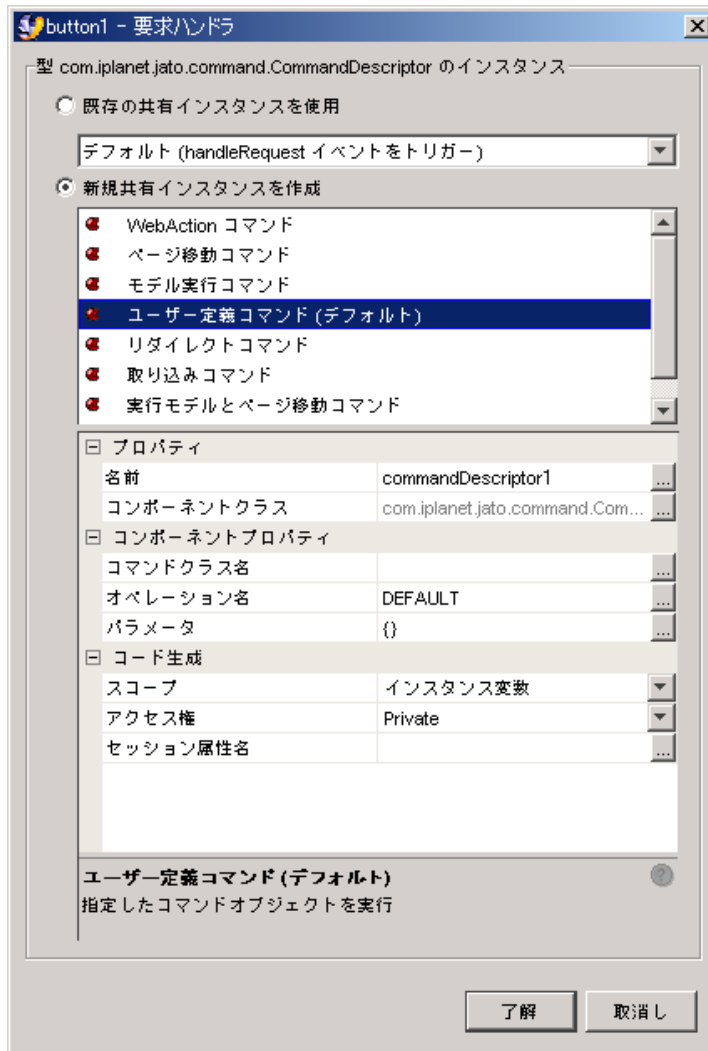 button1 - 要求ハンドラ
型 com.iplanet.jato.command.CommandDescriptor のインスタンス
既存の共有インスタンスを使用
デフォルト (handleRequest イベントをトリガー)
新規共有インスタンスを作成
WebAction コマンド
ページ移動コマンド
モデル実行コマンド
ユーザー定義コマンド (デフォルト)
リダイレクトコマンド
取り込みコマンド
実行モデルとページ移動コマンド
プロパティ
名前 commandDescriptor1 ...
コンポーネントクラス com.iplanet.jato.command.Com... ...
コンポーネントプロパティ
コマンドクラス名 ...
オペレーション名 DEFAULT ...
パラメータ {} ...
コード生成
スコープ インスタンス変数
アクセス権 Private
セッション属性名 ...
ユーザー定義コマンド (デフォルト)
指定したコマンドオブジェクトを実行
了解 取消し